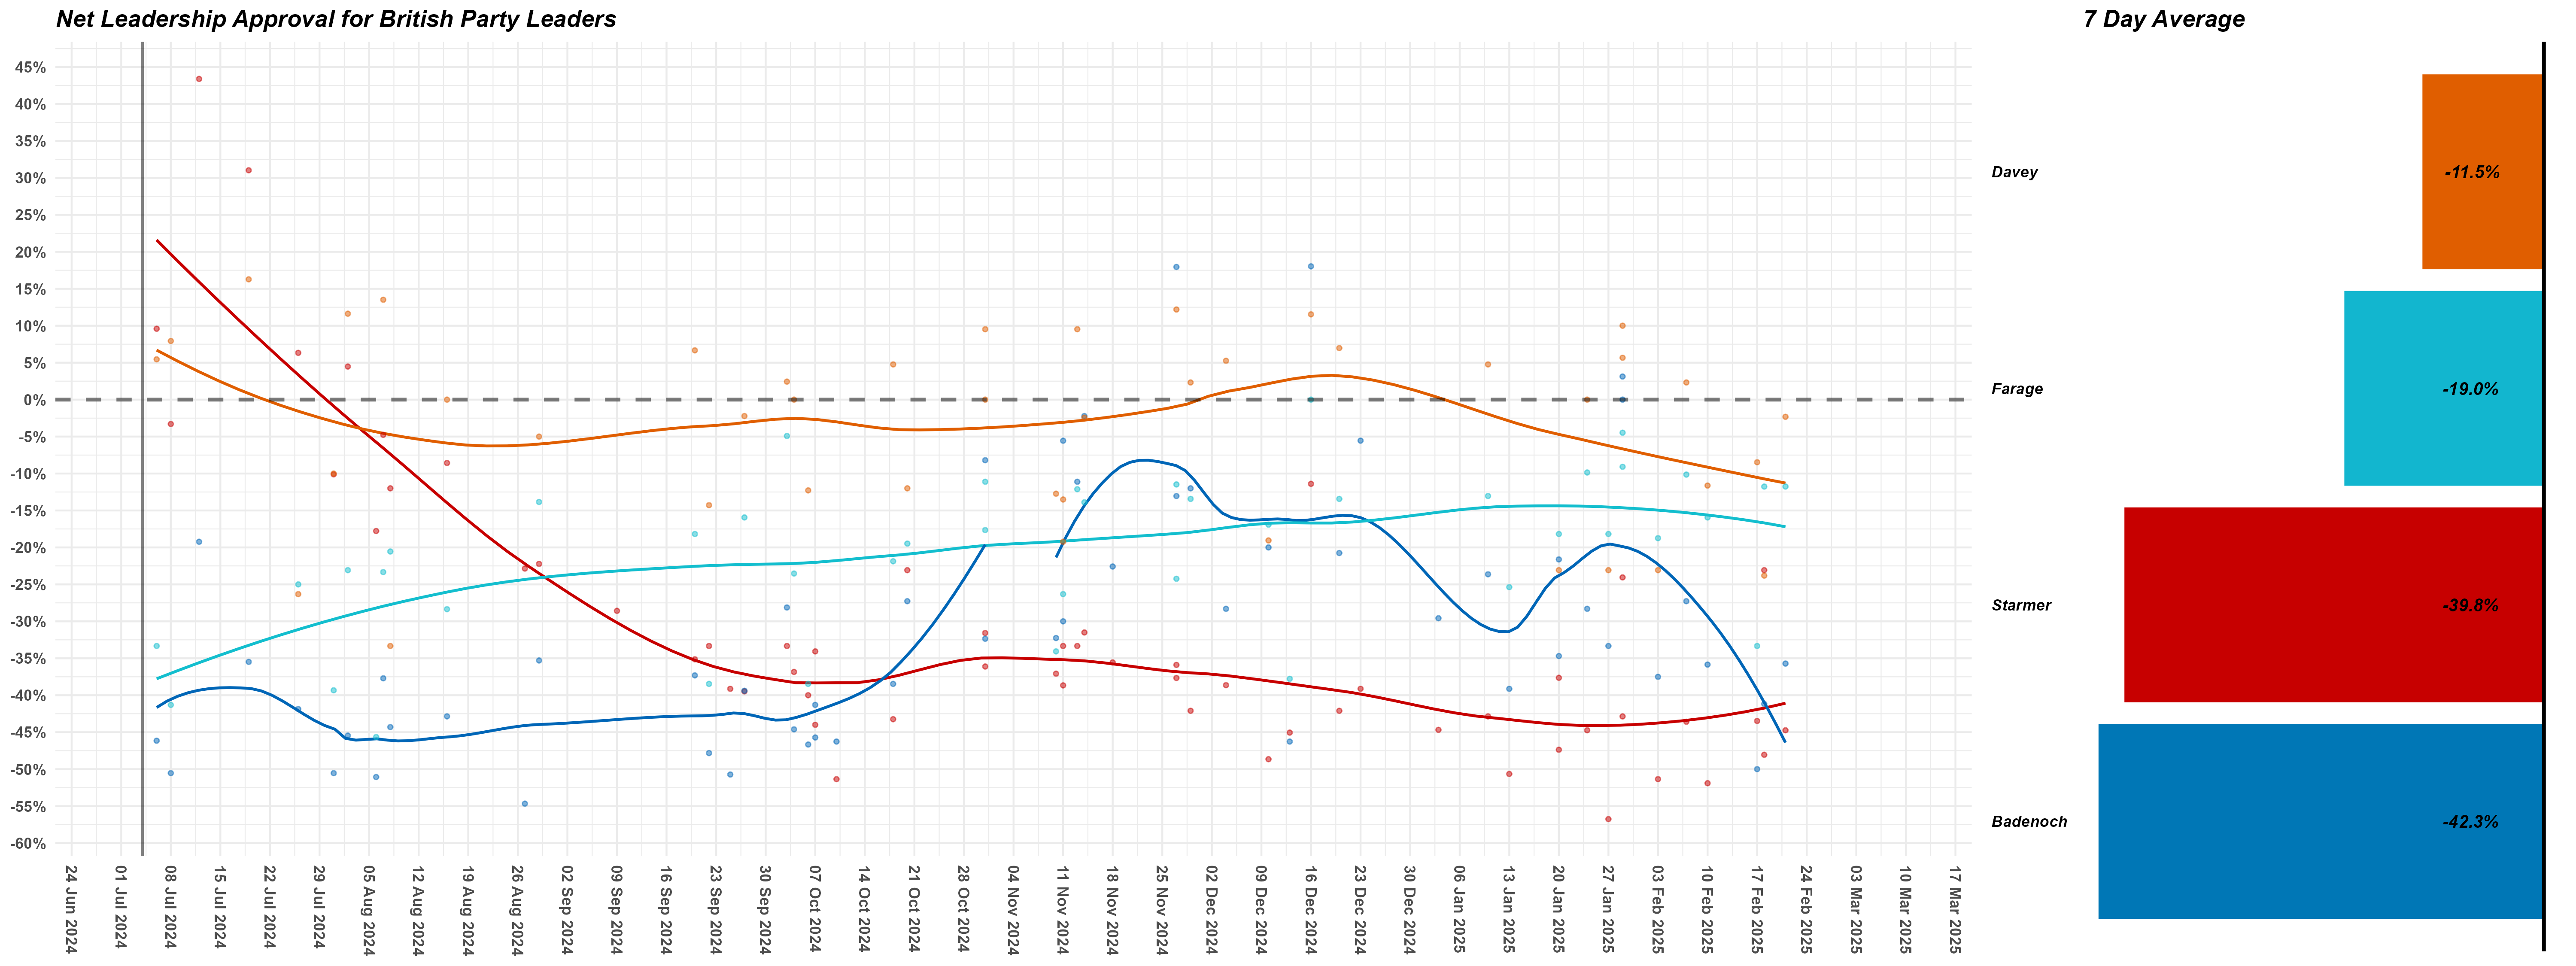 Net Leadership Approval for British Party Leaders
7 Day Average
45%
40%
35%
30%
25%
20%
15%
10%
5%
0%
-5%
-10%
-15%
-20%
-25%
-30%
-35%
-40%
-45%
-50%
-55%
-60%
24 Jun 2024
01 Jul 2024
08 Jul 2024
15 Jul 2024
22 Jul 2024
29 Jul 2024
05 Aug 2024
12 Aug 2024
19 Aug 2024
26 Aug 2024
02 Sep 2024
09 Sep 2024
16 Sep 2024
23 Sep 2024
30 Sep 2024
07 Oct 2024
14 Oct 2024
21 Oct 2024
28 Oct 2024
04 Nov 2024
11 Nov 2024
18 Nov 2024
25 Nov 2024
02 Dec 2024
09 Dec 2024
16 Dec 2024
23 Dec 2024
30 Dec 2024
06 Jan 2025
13 Jan 2025
20 Jan 2025
27 Jan 2025
03 Feb 2025
10 Feb 2025
17 Feb 2025
24 Feb 2025
03 Mar 2025
10 Mar 2025
17 Mar 2025
Davey -11.5%
Farage -19.0%
Starmer -39.8%
Badenoch -42.3%